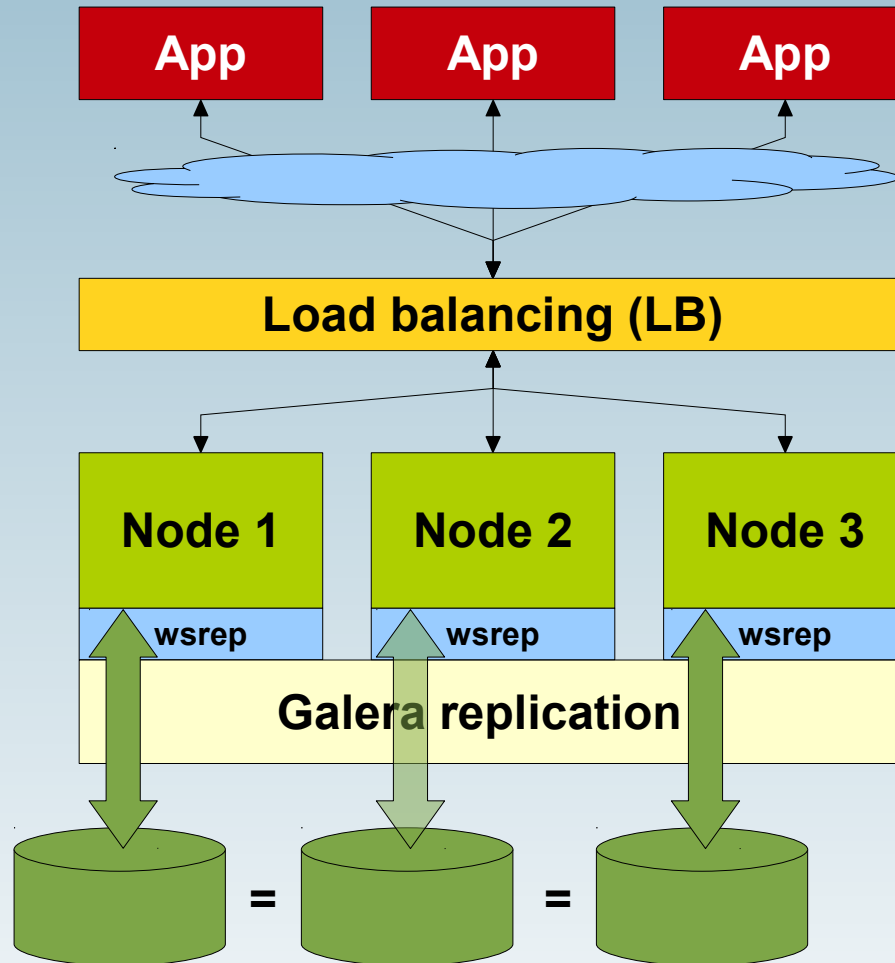 App App App
Load balancing (LB)
Node 1 Node 2 Node 3
wsrep wsrep wsrep
Galera replication
= =